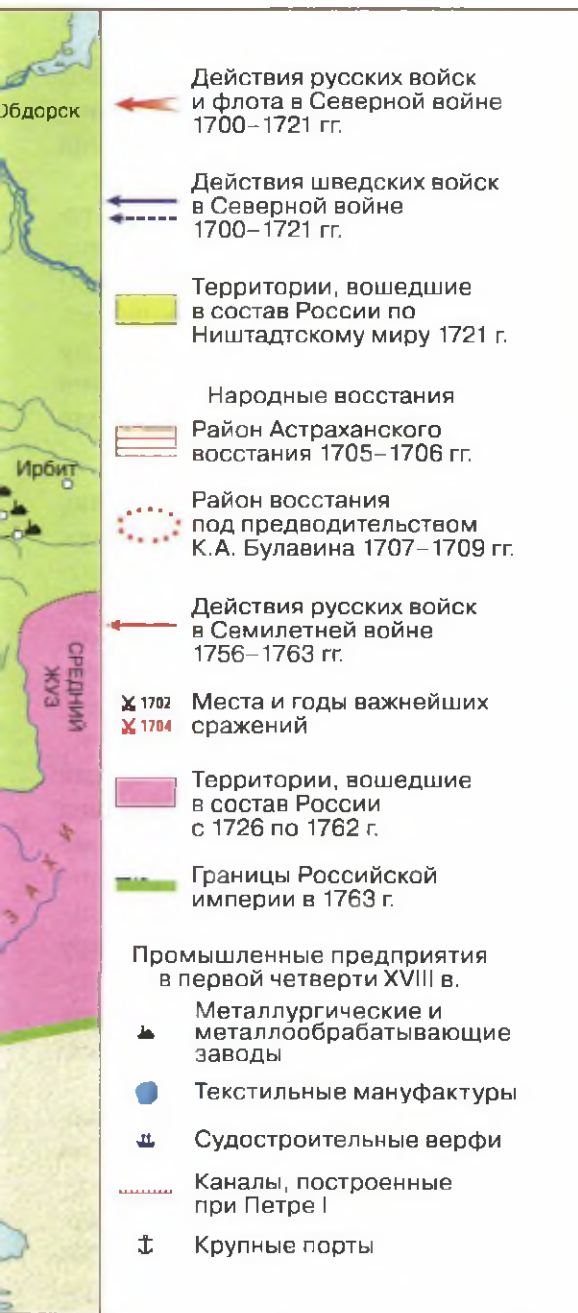 Обдорск
Ирбит
СРЕДНИЙ
ЖУЗ
З А Х И
Действия русских войск
и флота в Северной войне
1700–1721 гг.
Действия шведских войск
в Северной войне
1700–1721 гг.
Территории, вошедшие
в состав России по
Ништадтскому миру 1721 г.
Народные восстания
Район Астраханского
восстания 1705–1706 гг.
Район восстания
под предводительством
К.А. Булавина 1707–1709 гг.
Действия русских войск
в Семилетней войне
1756–1763 гг.
1702 Места и годы важнейших
1704 сражений
Территории, вошедшие
в состав России
с 1726 по 1762 г.
Границы Российской
империи в 1763 г.
Промышленные предприятия
в первой четверти XVIII в.
Металлургические и
металлообрабатывающие
заводы
Текстильные мануфактуры
Судостроительные верфи
Каналы, построенные
при Петре I
Крупные порты